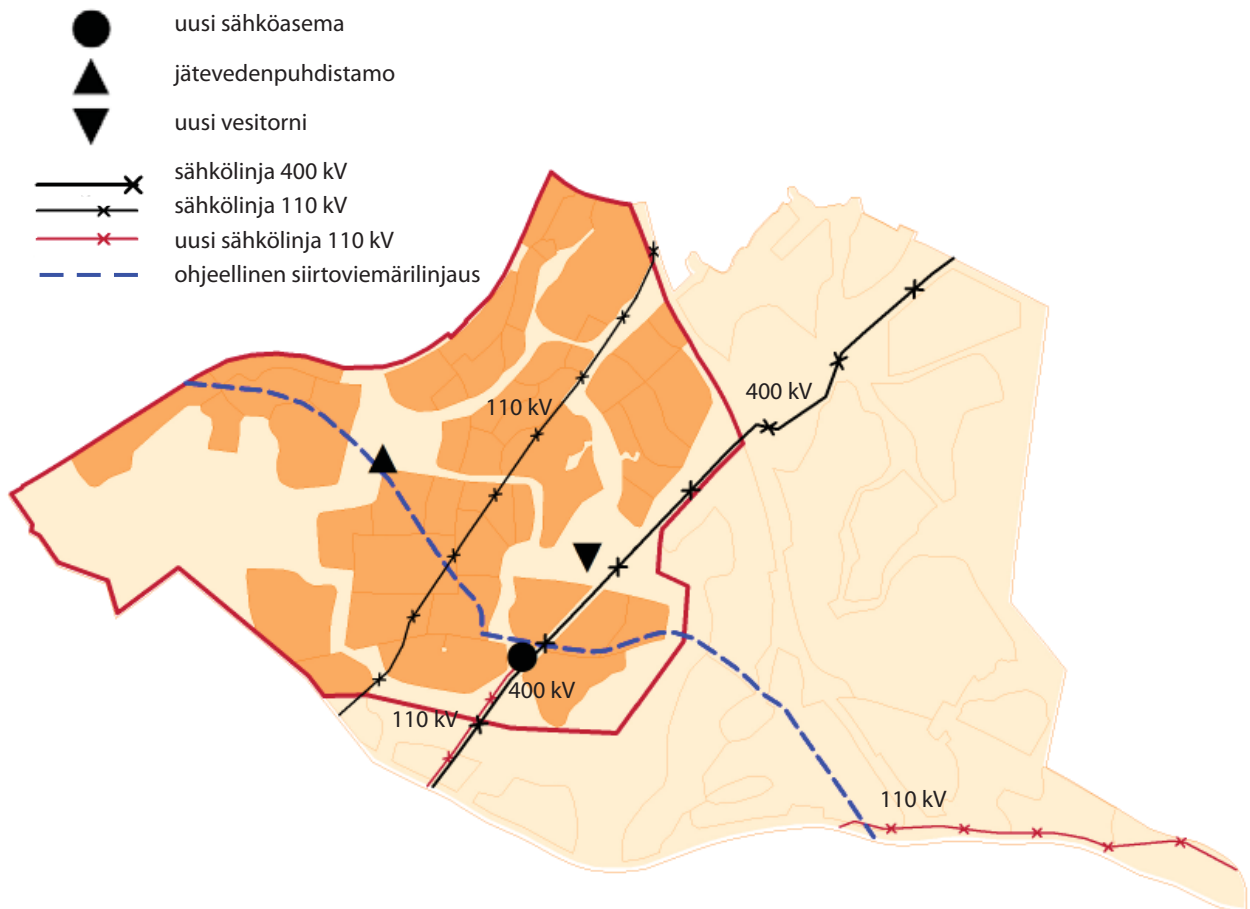 uusi sähköasema
jätevedenpuhdistamo
uusi vesitorni
sähkölinja 400 kV
sähkölinja 110 kV
uusi sähkölinja 110 kV
ohjeellinen siirtoviemärilinjaus
400 kV
110 kV
400 kV
110 kV
110 kV